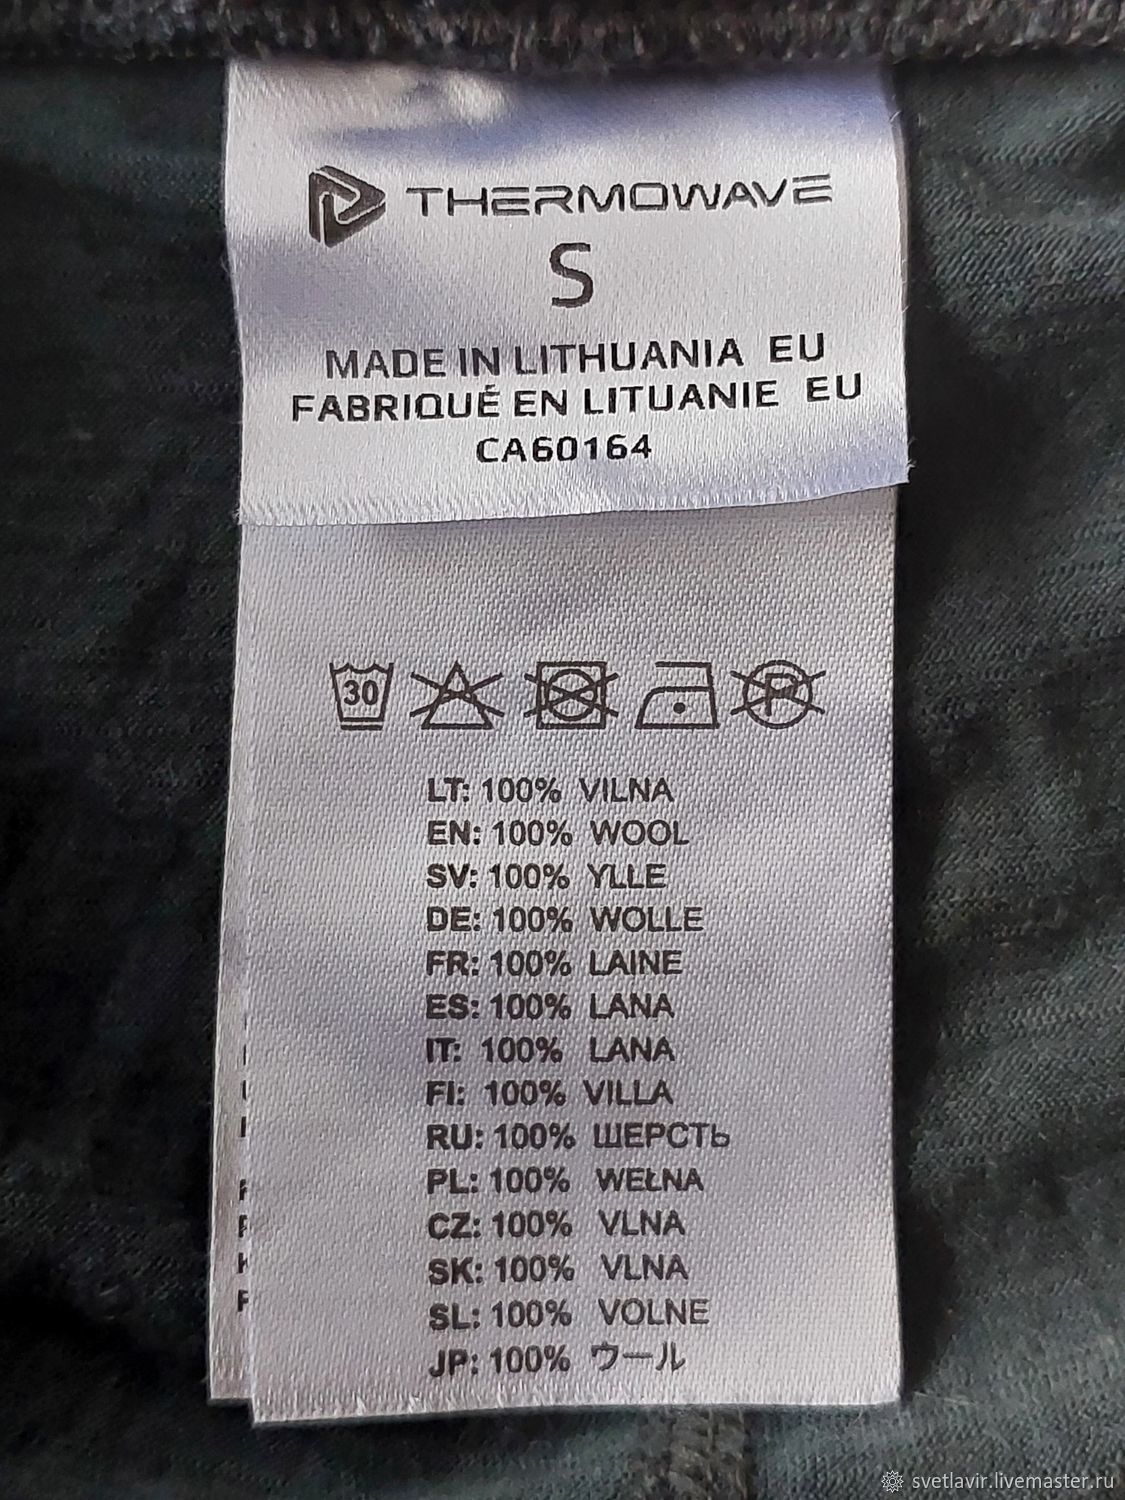 THERMOWAVE
S
MADE IN LITHUANIA EU
FABRIQUÉ EN LITUANIE EU
CA60164
30 P
LT: 100% VILNA
EN: 100% WOOL
SV: 100% YLLE
DE: 100% WOLLE
FR: 100% LAINE
ES: 100% LANA
IT: 100% LANA
FI: 100% VILLA
RU: 100% ШЕРСТЬ
PL: 100% WEŁNA
CZ: 100% VLNA
SK: 100% VLNA
SL: 100% VOLNE
JP: 100% ウール
svetlavir.livemaster.ru